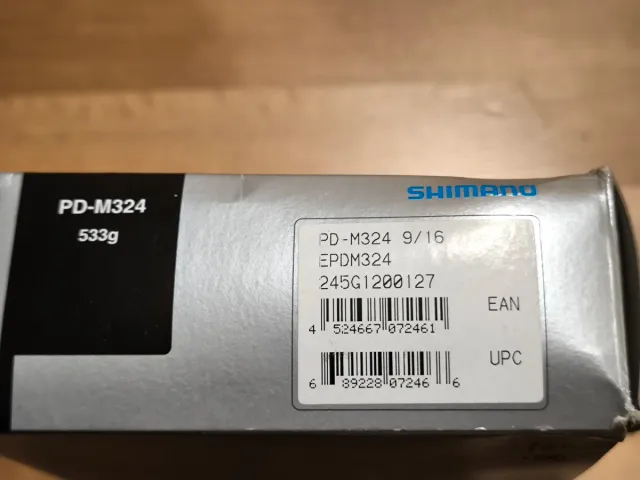 PD-M324
533g
SHIMANO
PD-M324 9/16
EPDM324
245G1200127
EAN
4 524667 072461
UPC
6 89228 07246 6